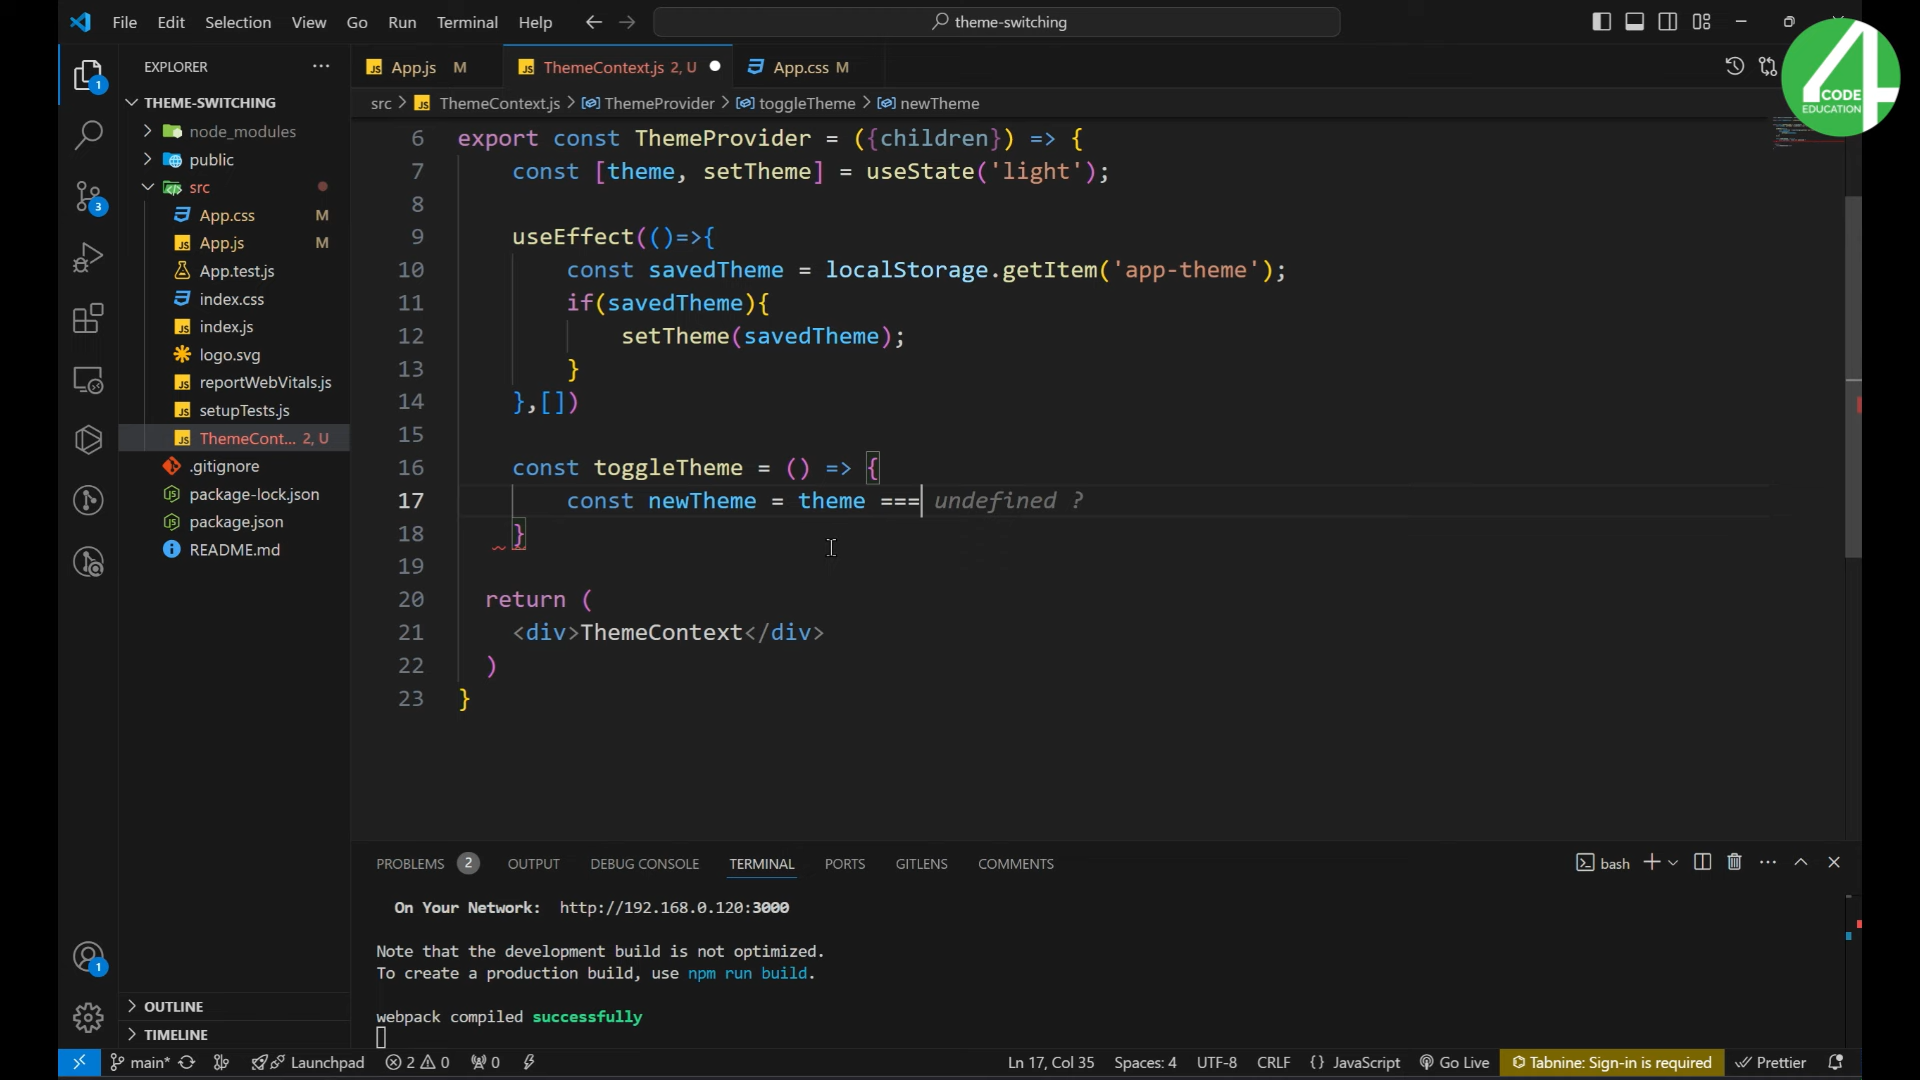 File Edit Selection View Go Run Terminal Help
theme-switching
4
CODE
EDUCATION
EXPLORER
App.js M
ThemeContext.js 2, U
App.css M
src > ThemeContext.js > ThemeProvider > toggleTheme > newTheme
THEME-SWITCHING
node_modules
public
src
App.css M
App.js M
App.test.js
index.css
index.js
logo.svg
reportWebVitals.js
setupTests.js
ThemeCont... 2, U
.gitignore
package-lock.json
package.json
README.md
OUTLINE
TIMELINE
1
3
1
6 export const ThemeProvider = ({children}) => {
7 const [theme, setTheme] = useState('light');
8
9 useEffect(()=>{
10 const savedTheme = localStorage.getItem('app-theme');
11 if(savedTheme){
12 setTheme(savedTheme);
13 }
14 },[])
15
16 const toggleTheme = () => {
17 const newTheme = theme === undefined ?
18 }
19
20 return (
21 <div>ThemeContext</div>
22 )
23 }
PROBLEMS 2 OUTPUT DEBUG CONSOLE TERMINAL PORTS GITLENS COMMENTS
bash
On Your Network: http://192.168.0.120:3000
Note that the development build is not optimized.
To create a production build, use npm run build.
webpack compiled successfully
main* Launchpad 2 0 0 Ln 17, Col 35 Spaces: 4 UTF-8 CRLF {} JavaScript Go Live Tabnine: Sign-in is required Prettier